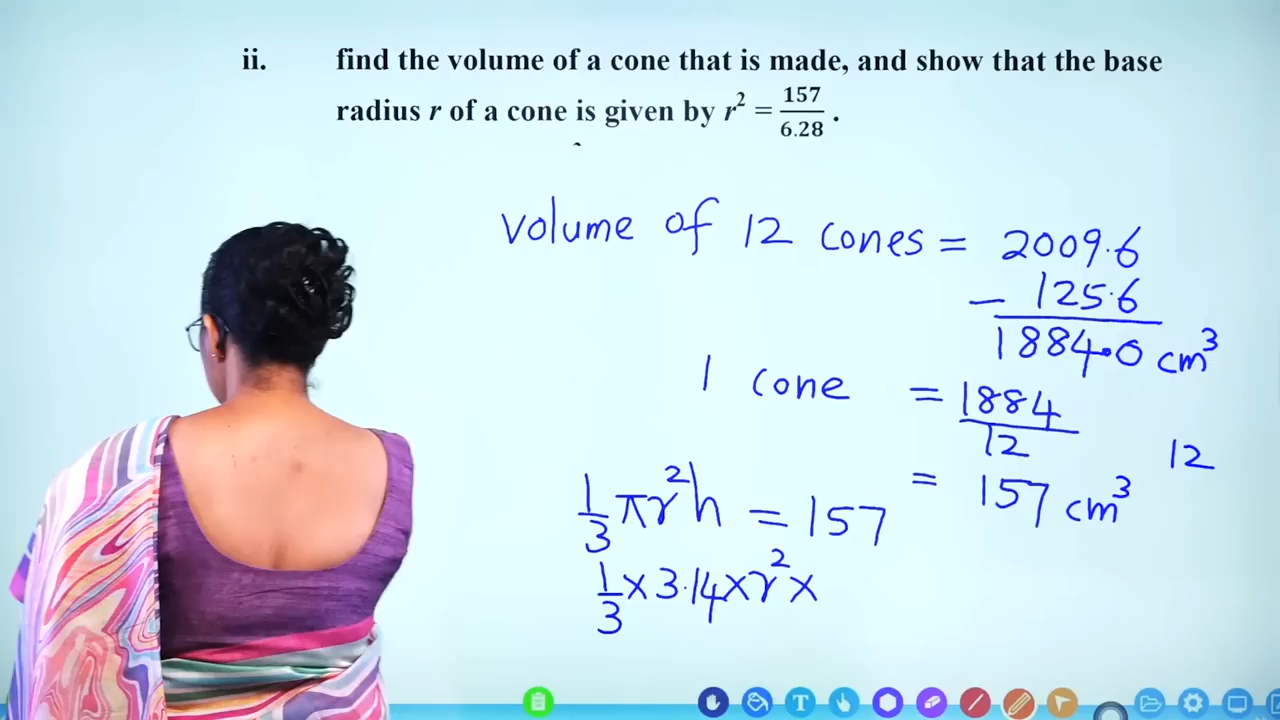 ii. find the volume of a cone that is made, and show that the base
radius r of a cone is given by r² = 157/6.28 .
volume of 12 cones = 2009.6
- 125.6
1884.0 cm³
1 cone = 1884/12
12
= 157 cm³
1/3 πr²h = 157
1/3 × 3.14 × r² ×
T